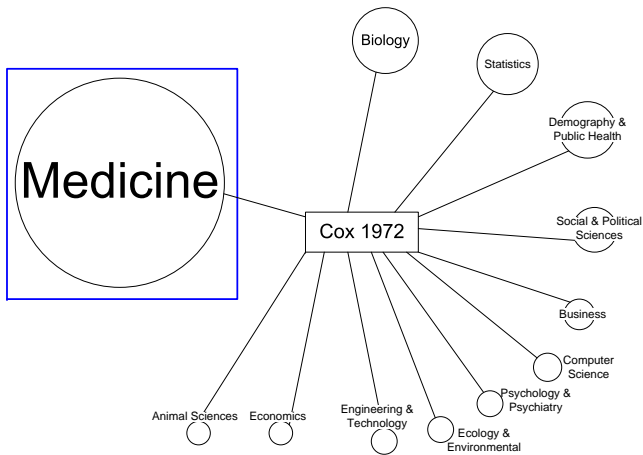 Biology
Statistics
Demography &
Public Health
Medicine
Cox 1972
Social & Political
Sciences
Business
Computer
Science
Psychology &
Psychiatry
Animal Sciences
Economics
Engineering &
Technology
Ecology &
Environmental